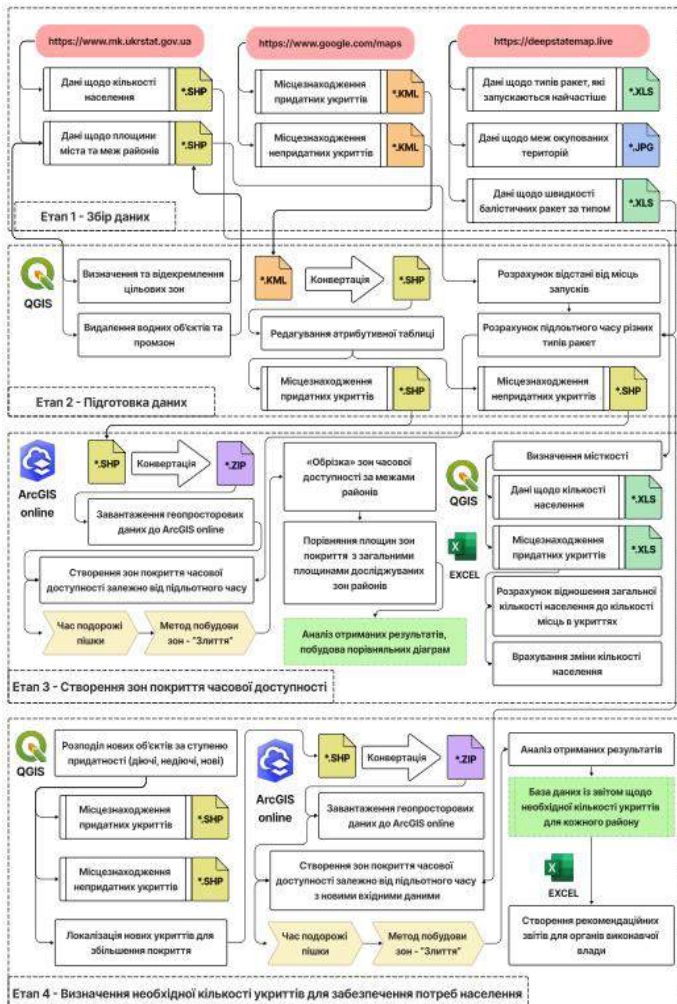 https://www.mk.ukrstat.gov.ua
https://www.google.com/maps
https://deepstatemap.live
Дані щодо кількості
населення
*.SHP
Дані щодо площини
міста та меж районів
*.SHP
Місцезнаходження
придатних укриттів
*.KML
Місцезнаходження
непридатних укриттів
*.KML
Дані щодо типів ракет, які
запускаються найчастіше
*.XLS
Дані щодо меж окупованих
територій
*.JPG
Дані щодо швидкості
балістичних ракет за типом
*.XLS
Етап 1 - Збір даних
QGIS
Визначення та відекремлення
цільових зон
Видалення водних об'єктів та
промзон
*.KML
Конвертація
*.SHP
Редагування атрибутивної таблиці
Місцезнаходження
придатних укриттів
*.SHP
Місцезнаходження
непридатних укриттів
*.SHP
Розрахунок відстані від місць
запусків
Розрахунок підльотного часу різних
типів ракет
Етап 2 - Підготовка даних
ArcGIS
online
*.SHP
Конвертація
*.ZIP
Завантаження геопросторових
даних до ArcGIS online
Створення зон покриття часової
доступності залежно від підльотного часу
Час подорожі
пішки
Метод побудови
зон - "Злиття"
«Обрізка» зон часової
доступності за межами
районів
Порівняння площин зон
покриття з загальними
площинами досліджуваних
зон районів
Аналіз отриманих результатів,
побудова порівняльних діаграм
QGIS
EXCEL
Визначення місткості
Дані щодо кількості
населення
*.XLS
Місцезнаходження
придатних укриттів
*.XLS
Розрахунок відношення загальної
кількості населення до кількості
місць в укриттях
Врахування зміни кількості
населення
Етап 3 - Створення зон покриття часової доступності
QGIS
Розподіл нових об'єктів за ступеню
придатності (діючі, недіючі, нові)
Місцезнаходження
придатних укриттів
*.SHP
Місцезнаходження
непридатних укриттів
*.SHP
Локалізація нових укриттів для
збільшення покриття
ArcGIS
online
*.SHP
Конвертація
*.ZIP
Завантаження геопросторових
даних до ArcGIS online
Створення зон покриття часової
доступності залежно від підльотного часу
з новими вхідними даними
Час подорожі
пішки
Метод побудови
зон - "Злиття"
Аналіз отриманих результатів
База даних із звітом щодо
необхідної кількості укриттів
для кожного району
EXCEL
Створення рекомендаційних
звітів для органів виконавчої
влади
Етап 4 - Визначення необхідної кількості укриттів для забезпечення потреб населення